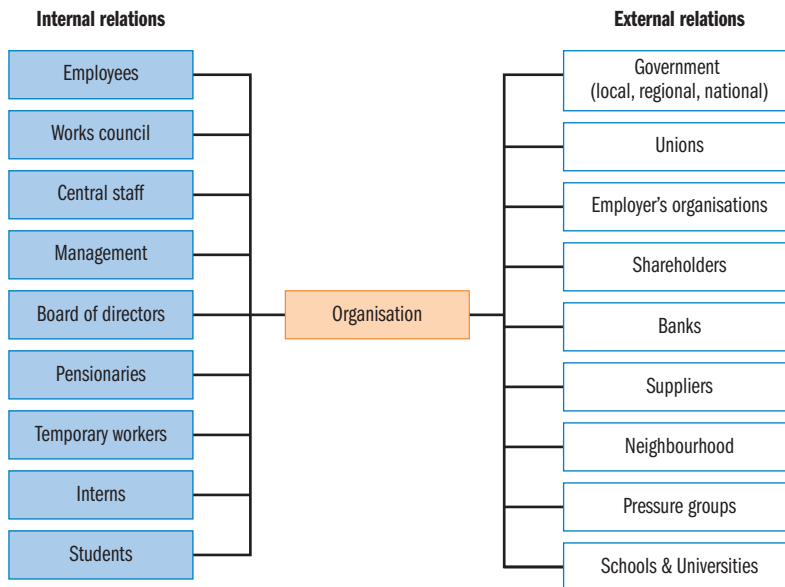 Internal relations
Employees
Works council
Central staff
Management
Board of directors
Pensionaries
Temporary workers
Interns
Students
Organisation
External relations
Government
(local, regional, national)
Unions
Employer's organisations
Shareholders
Banks
Suppliers
Neighbourhood
Pressure groups
Schools & Universities